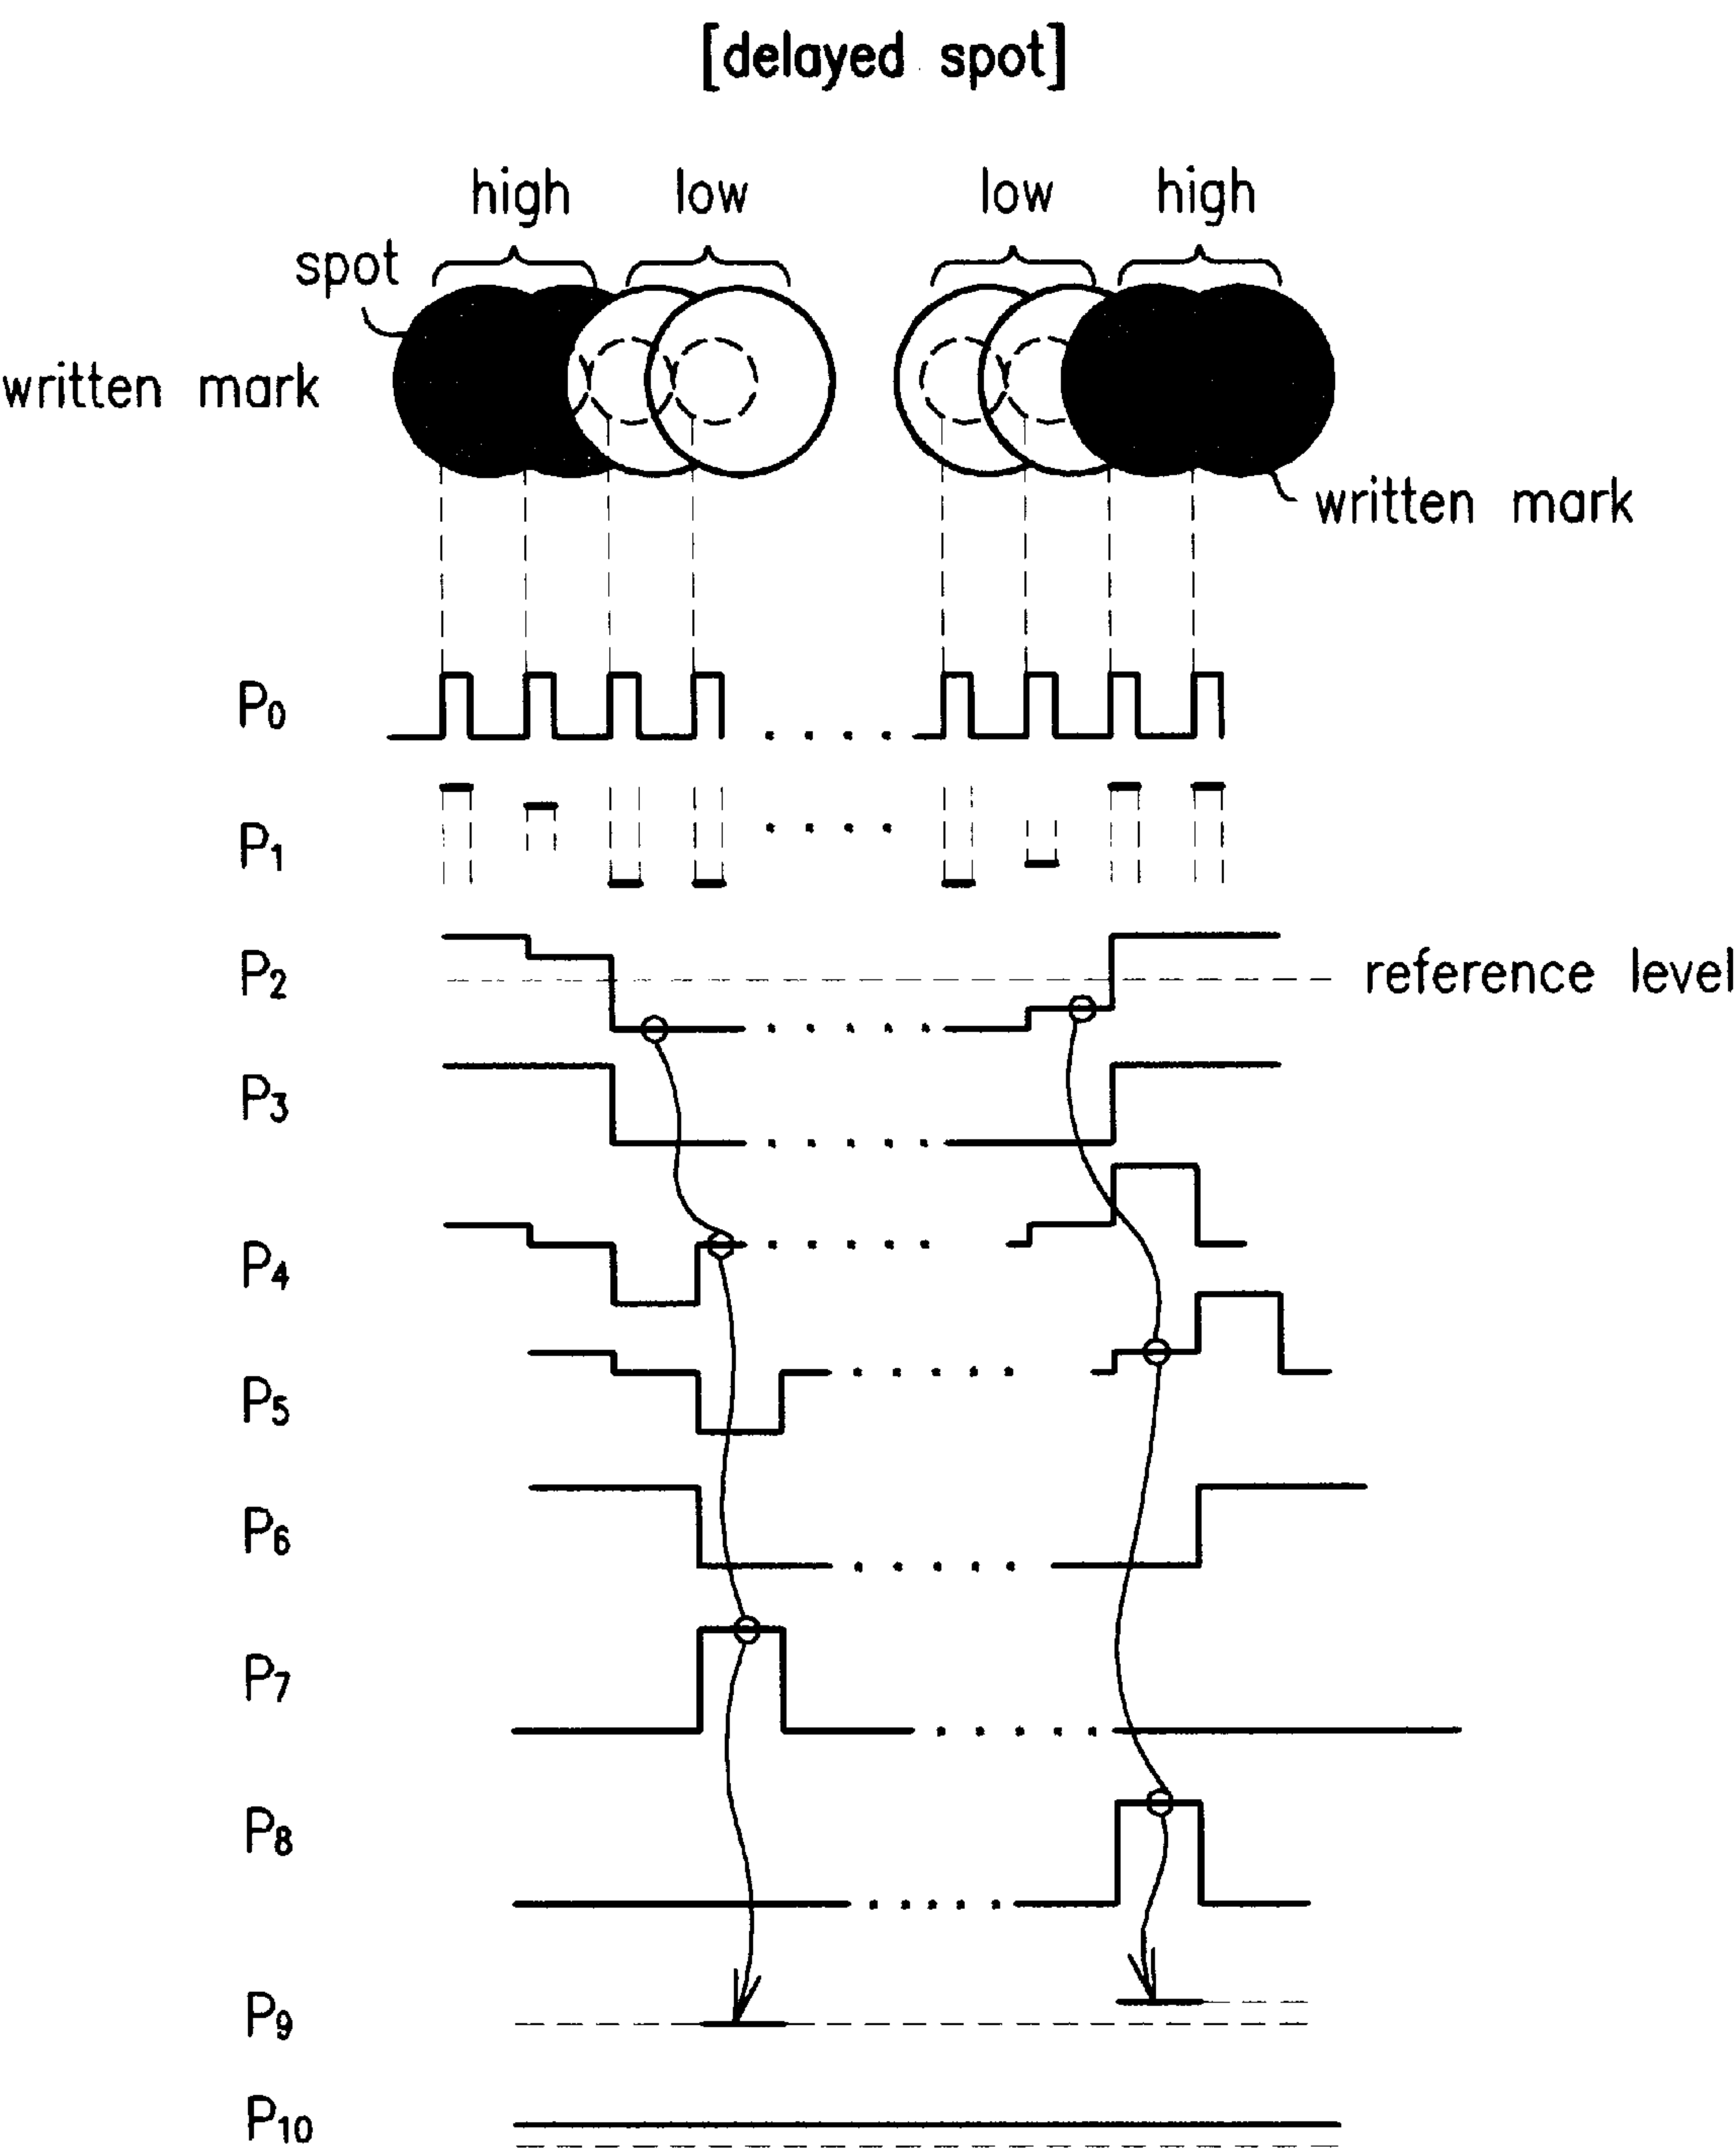 [delayed spot]
high low low high
spot
written mark
written mark
P0
P1
P2 reference level
P3
P4
P5
P6
P7
P8
P9
P10